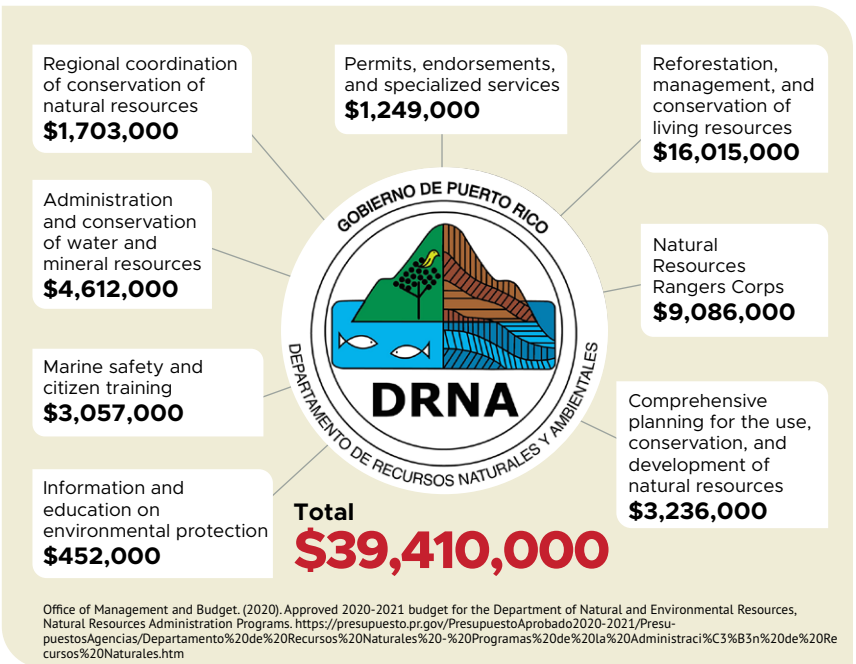 Regional coordination
of conservation of
natural resources
$1,703,000
Permits, endorsements,
and specialized services
$1,249,000
Reforestation,
management, and
conservation of
living resources
$16,015,000
Administration
and conservation
of water and
mineral resources
$4,612,000
Natural
Resources
Rangers Corps
$9,086,000
Marine safety and
citizen training
$3,057,000
Comprehensive
planning for the use,
conservation, and
development of
natural resources
$3,236,000
Information and
education on
environmental protection
$452,000
GOBIERNO DE PUERTO RICO
DRNA
DEPARTAMENTO DE RECURSOS NATURALES Y AMBIENTALES
Total
$39,410,000
Office of Management and Budget. (2020). Approved 2020-2021 budget for the Department of Natural and Environmental Resources,
Natural Resources Administration Programs. https://presupuesto.pr.gov/PresupuestoAprobado2020-2021/Presu-
puestosAgencias/Departamento%20de%20Recursos%20Naturales%20-%20Programas%20de%20la%20Administraci%C3%B3n%20de%20Re
cursos%20Naturales.htm